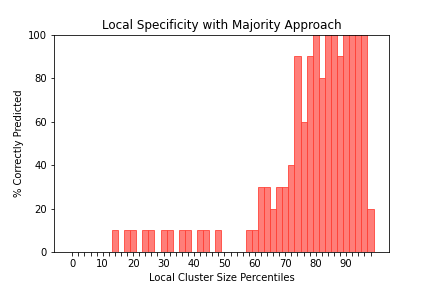 Local Specificity with Majority Approach
100
80
60
40
20
0
% Correctly Predicted
0 10 20 30 40 50 60 70 80 90
Local Cluster Size Percentiles